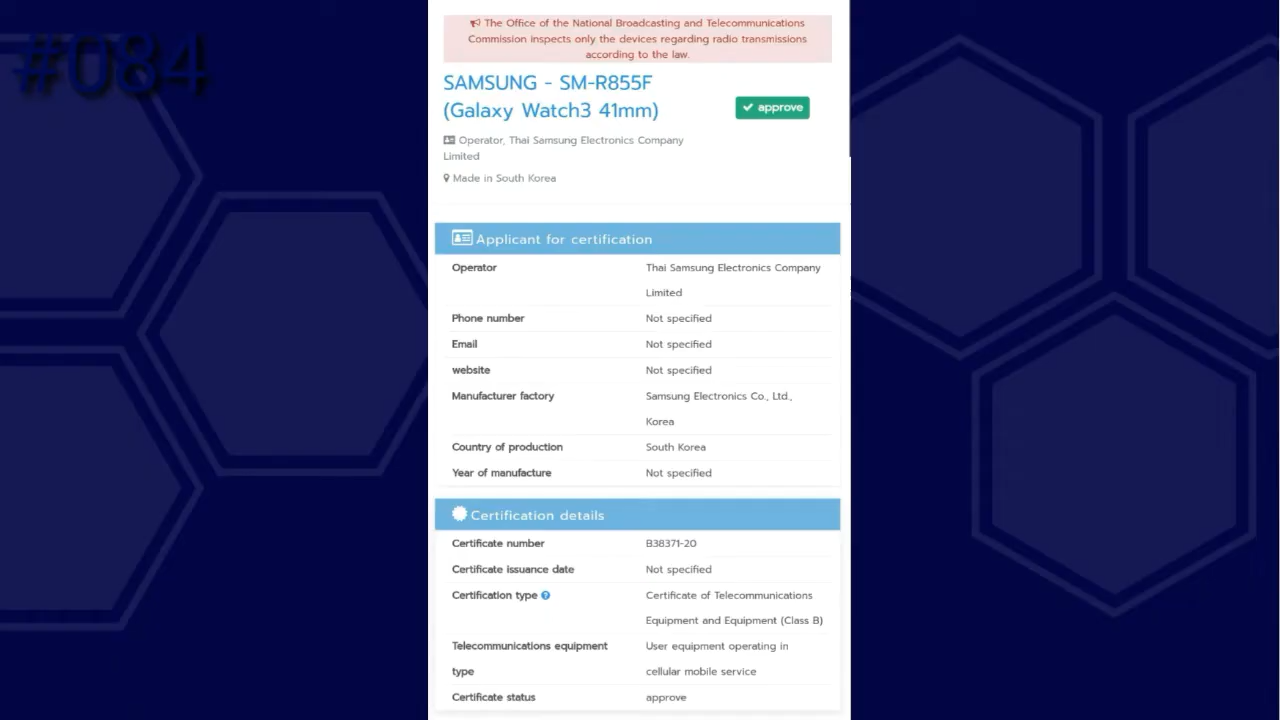 #084
The Office of the National Broadcasting and Telecommunications
Commission inspects only the devices regarding radio transmissions
according to the law.
SAMSUNG - SM-R855F
(Galaxy Watch3 41mm)
approve
Operator, Thai Samsung Electronics Company
Limited
Made in South Korea
Applicant for certification
Operator Thai Samsung Electronics Company
Limited
Phone number Not specified
Email Not specified
website Not specified
Manufacturer factory Samsung Electronics Co., Ltd.,
Korea
Country of production South Korea
Year of manufacture Not specified
Certification details
Certificate number B38371-20
Certificate issuance date Not specified
Certification type ? Certificate of Telecommunications
Equipment and Equipment (Class B)
Telecommunications equipment User equipment operating in
type cellular mobile service
Certificate status approve